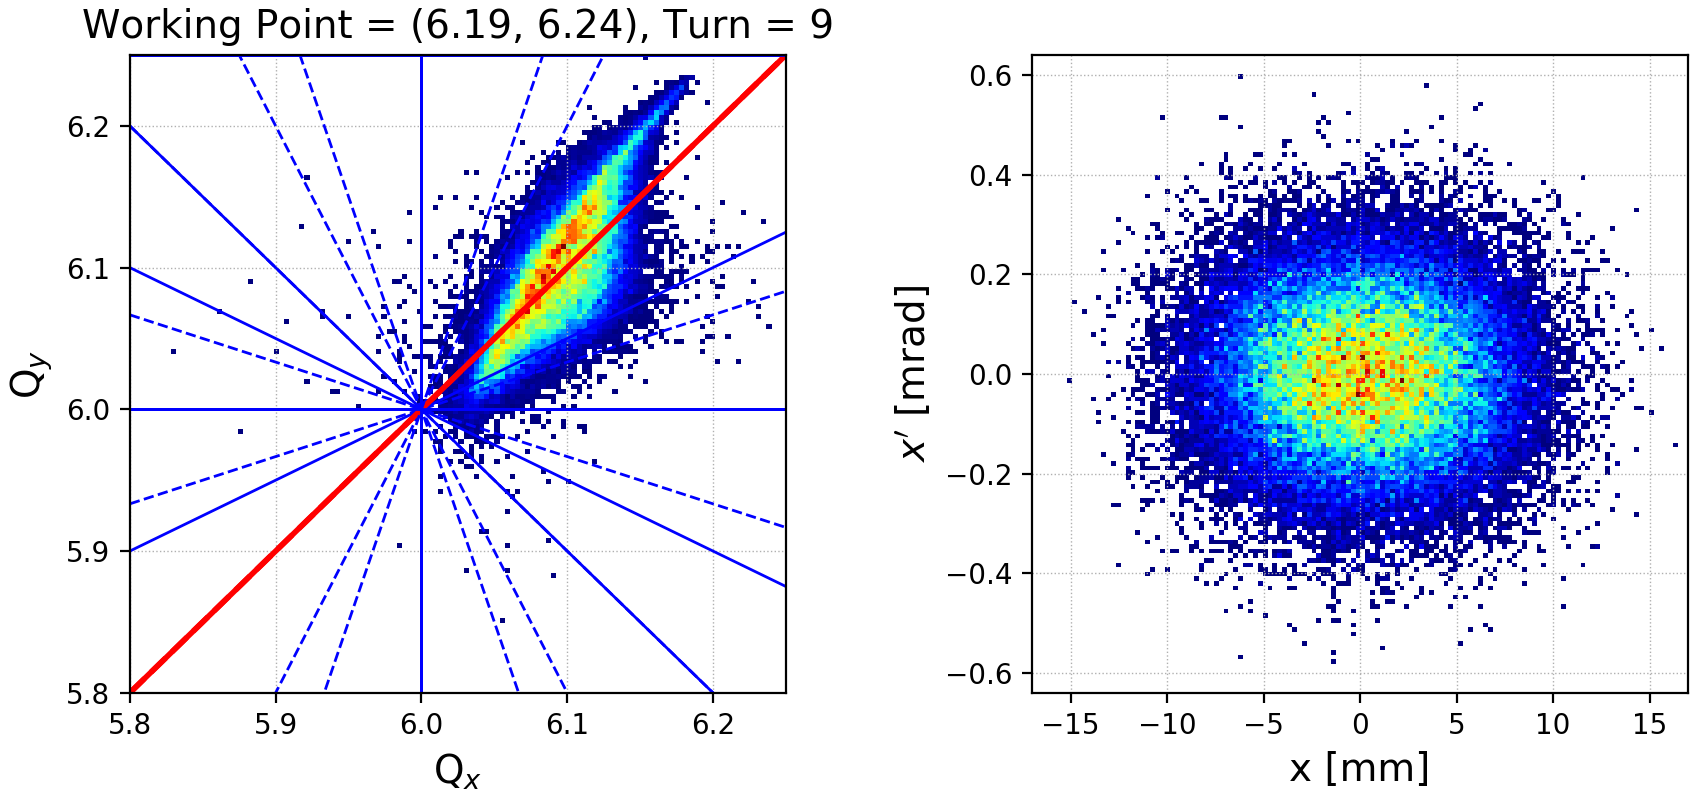 Working Point = (6.19, 6.24), Turn = 9
6.2
6.1
6.0
5.9
5.8
Qy
5.8 5.9 6.0 6.1 6.2
Qx
0.6
0.4
0.2
0.0
−0.2
−0.4
−0.6
x′ [mrad]
−15 −10 −5 0 5 10 15
x [mm]